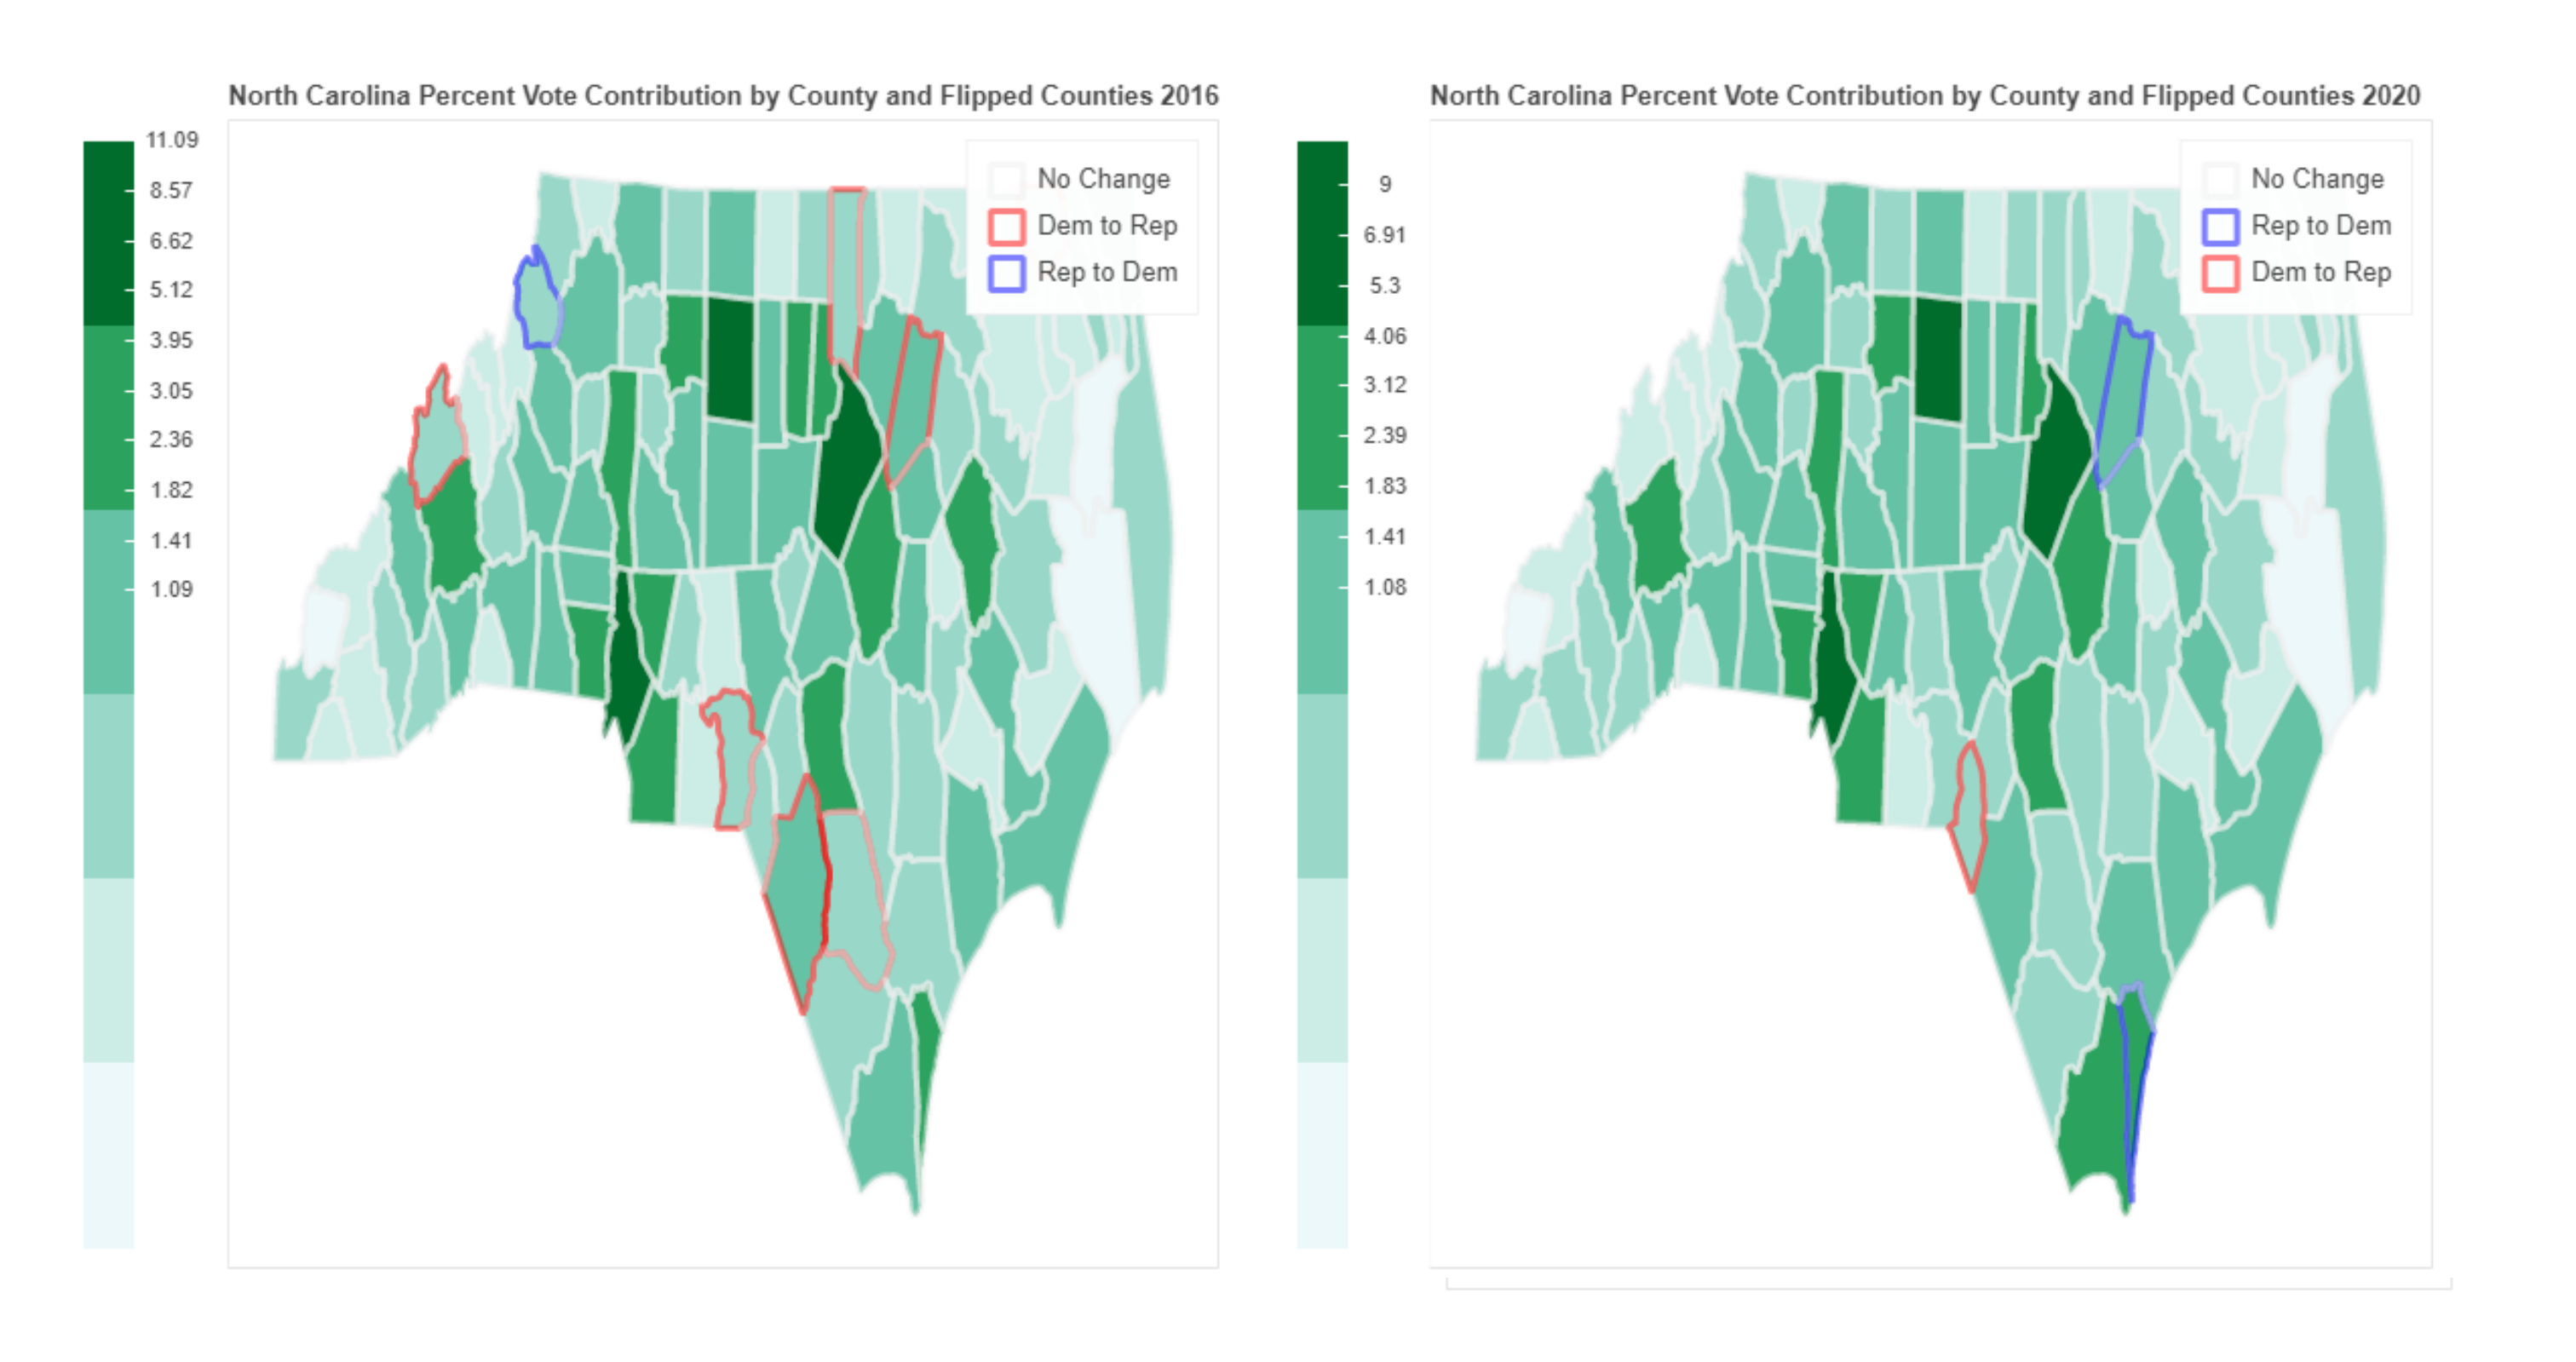 North Carolina Percent Vote Contribution by County and Flipped Counties 2016
11.09
8.57
6.62
5.12
3.95
3.05
2.36
1.82
1.41
1.09
No Change
Dem to Rep
Rep to Dem
North Carolina Percent Vote Contribution by County and Flipped Counties 2020
9
6.91
5.3
4.06
3.12
2.39
1.83
1.41
1.08
No Change
Rep to Dem
Dem to Rep